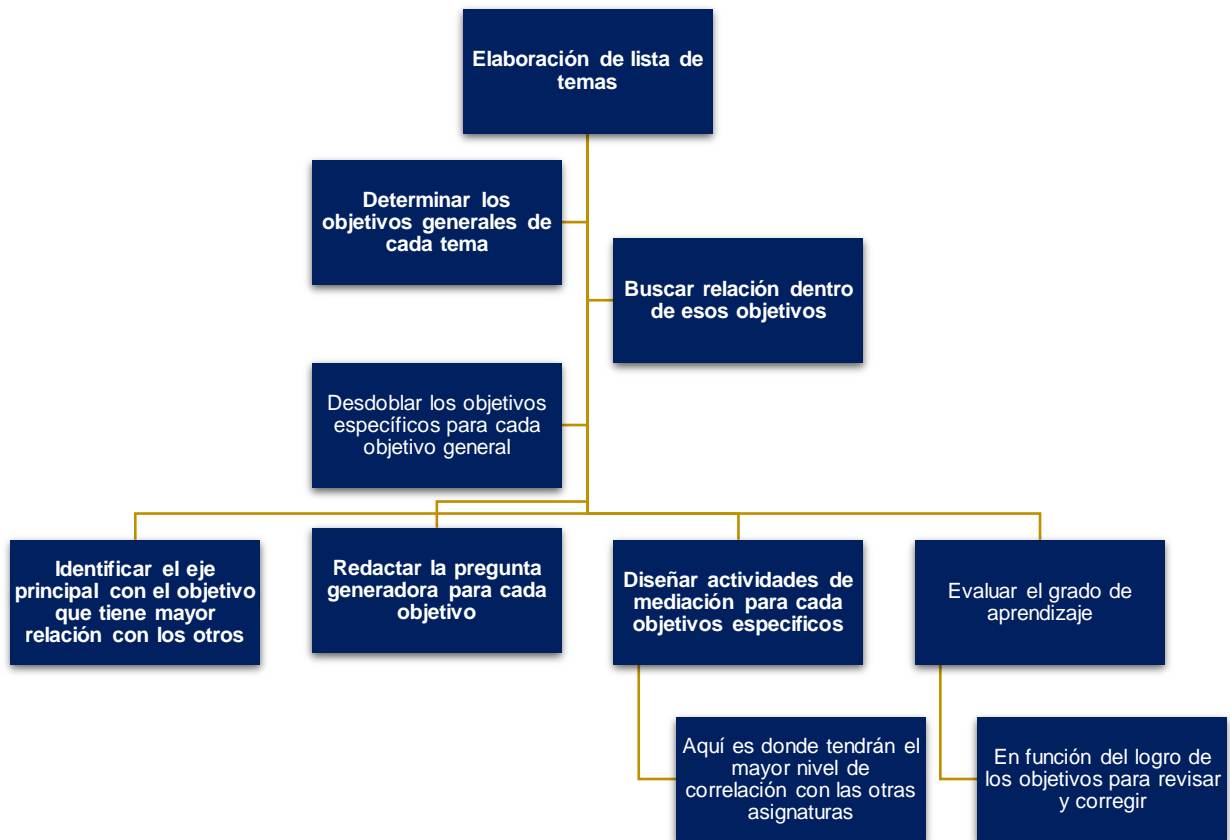 Elaboración de lista de
temas
Determinar los
objetivos generales de
cada tema
Buscar relación dentro
de esos objetivos
Desdoblar los objetivos
específicos para cada
objetivo general
Identificar el eje
principal con el objetivo
que tiene mayor
relación con los otros
Redactar la pregunta
generadora para cada
objetivo
Diseñar actividades de
mediación para cada
objetivos especificos
Evaluar el grado de
aprendizaje
Aquí es donde tendrán el
mayor nivel de
correlación con las otras
asignaturas
En función del logro de
los objetivos para revisar
y corregir